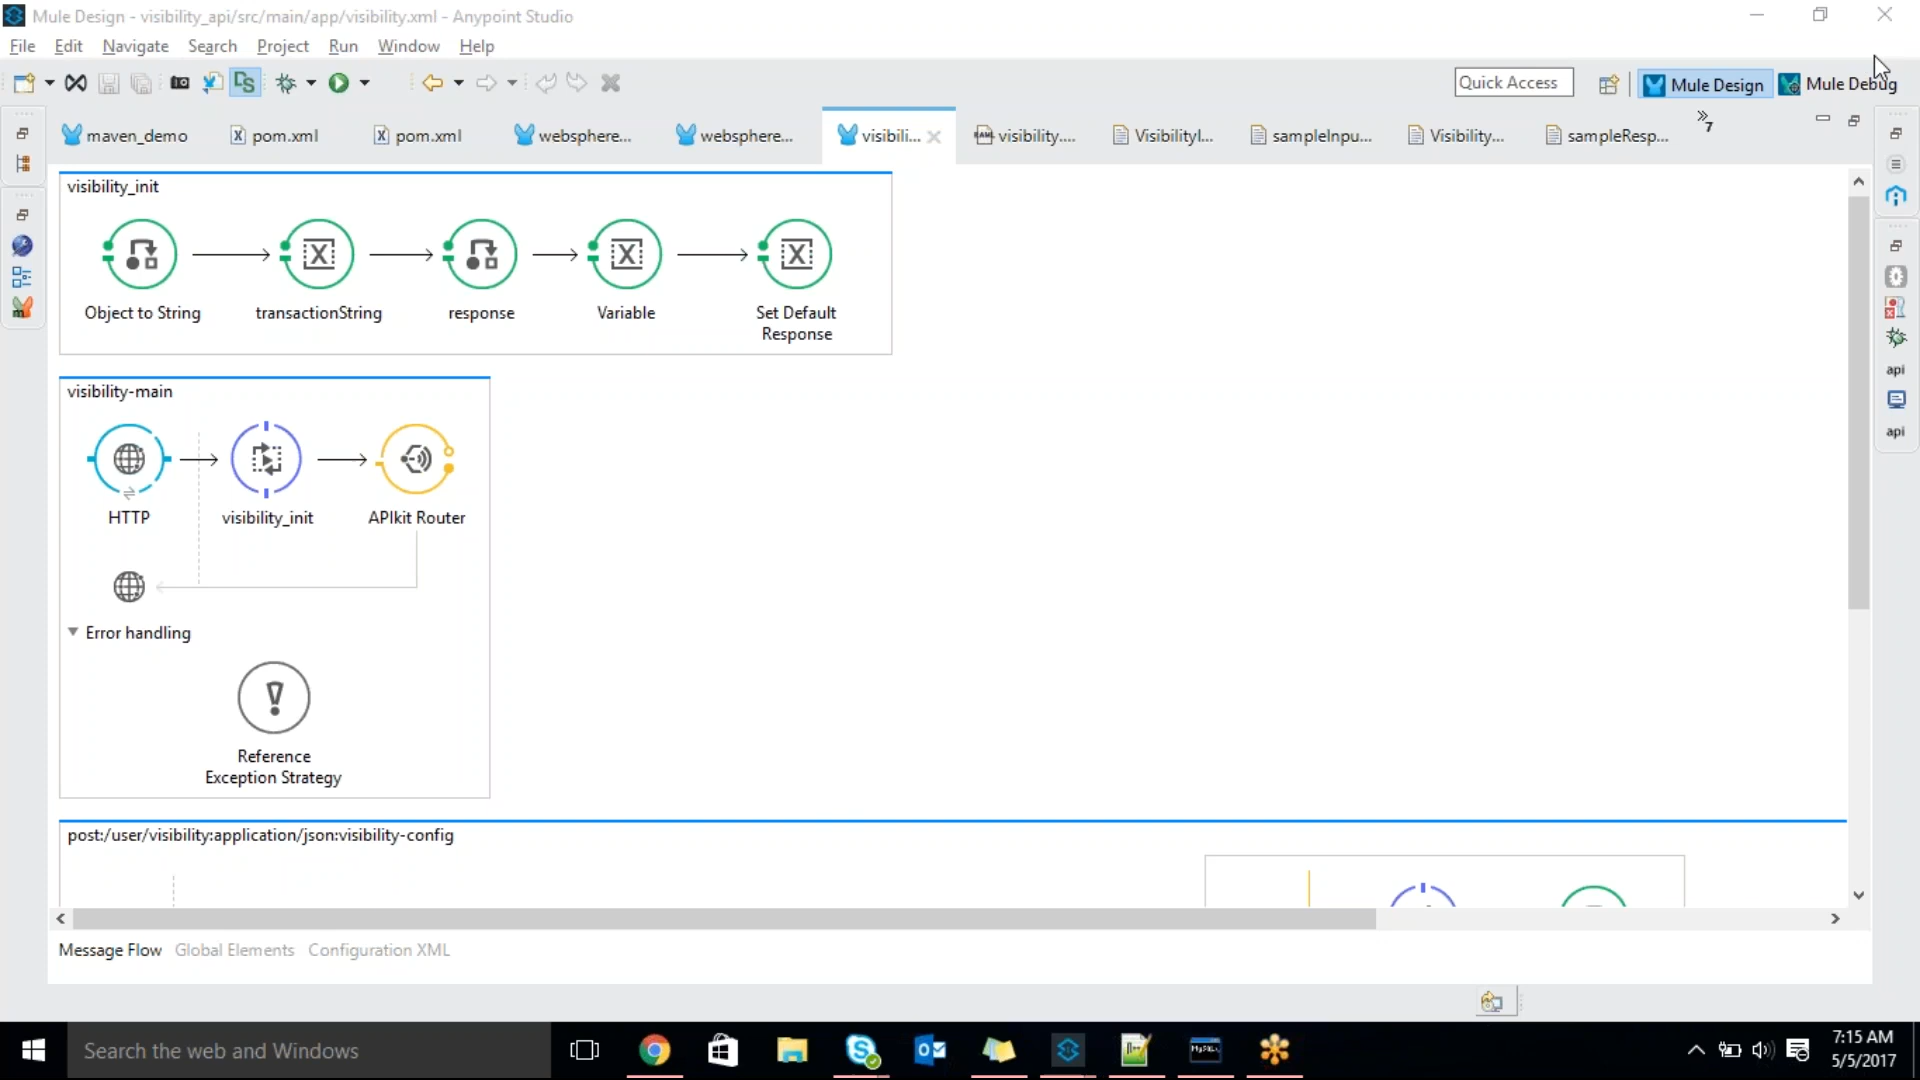 Mule Design - visibility_api/src/main/app/visibility.xml - Anypoint Studio
File Edit Navigate Search Project Run Window Help
Quick Access
Mule Design
Mule Debug
maven_demo
pom.xml
pom.xml
websphere...
websphere...
visibili...
visibility....
VisibilityI...
sampleInpu...
Visibility...
sampleResp...
»7
visibility_init
Object to String
transactionString
response
Variable
Set Default
Response
visibility-main
HTTP
visibility_init
APIkit Router
Error handling
Reference
Exception Strategy
post:/user/visibility:application/json:visibility-config
api
api
Message Flow Global Elements Configuration XML
Search the web and Windows
7:15 AM
5/5/2017